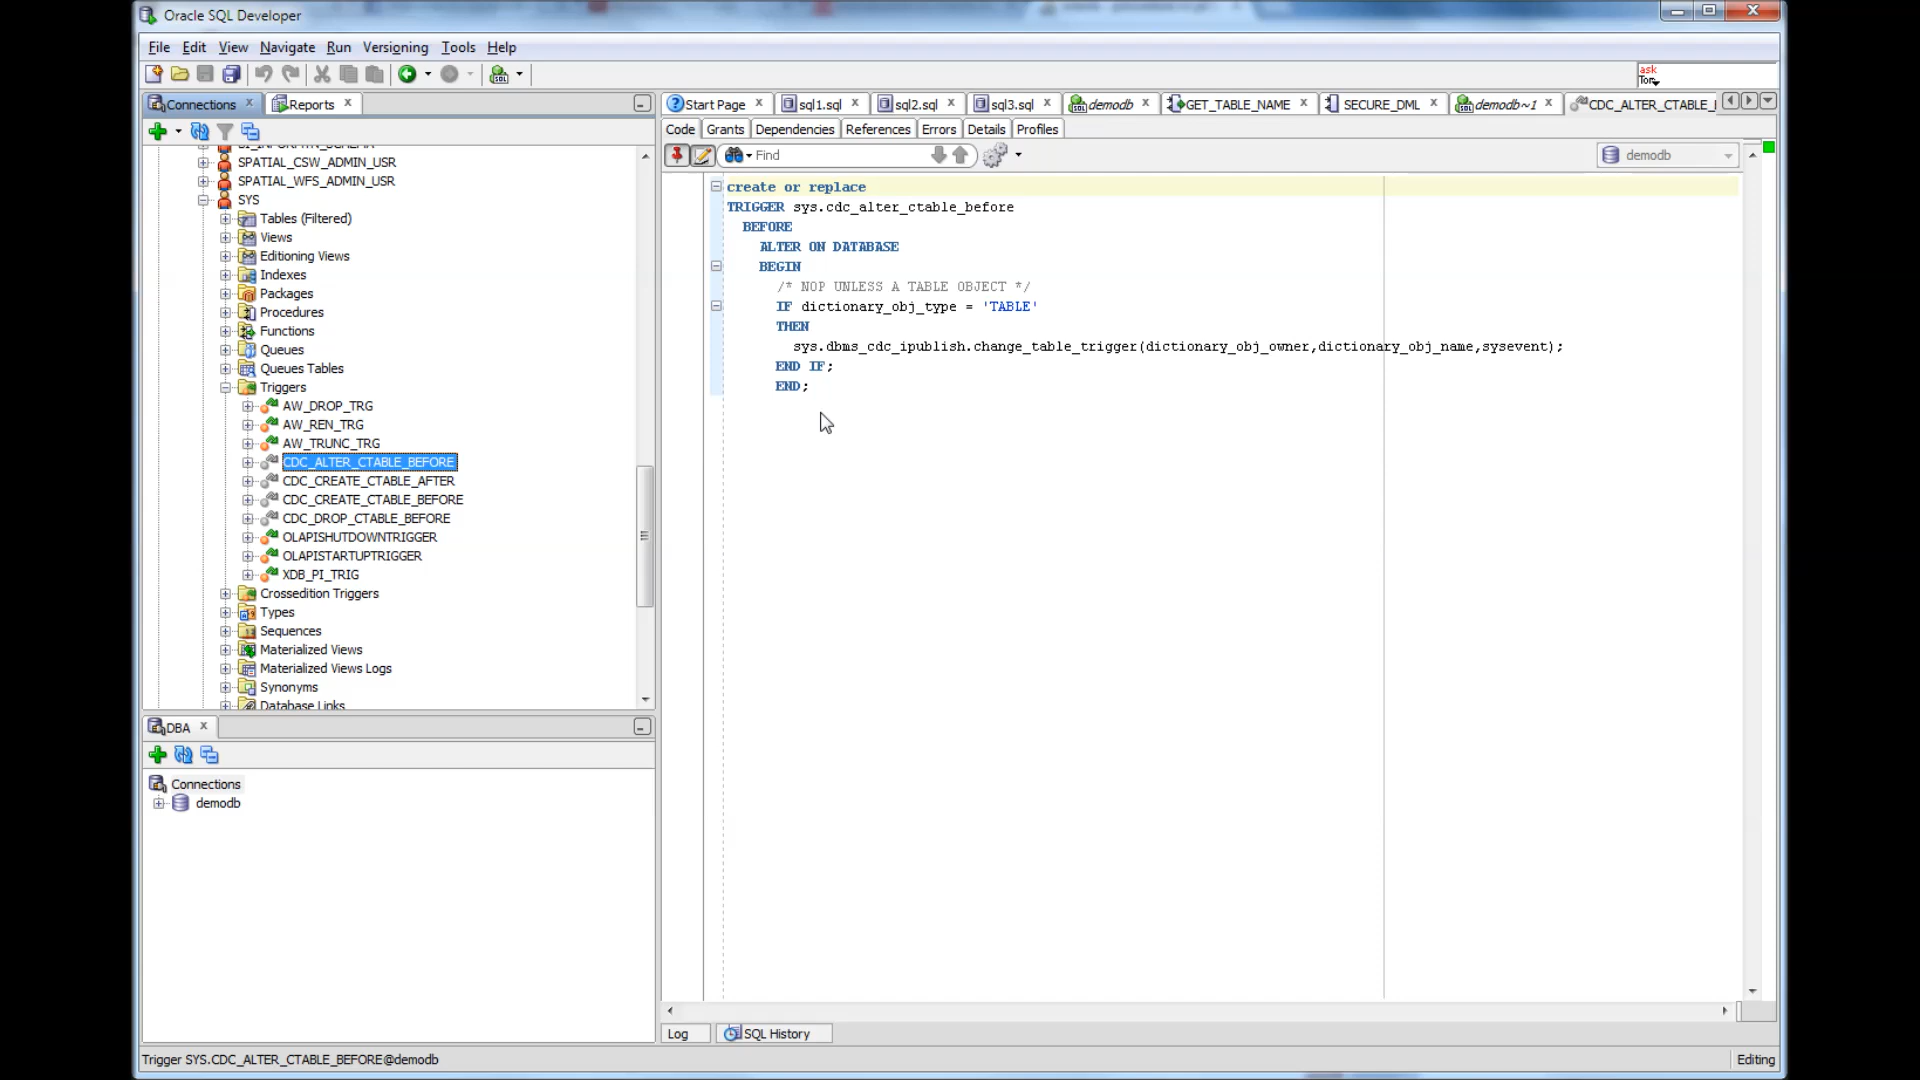 Oracle SQL Developer
File Edit View Navigate Run Versioning Tools Help
ask
Tom
Connections Reports
Start Page sql1.sql sql2.sql sql3.sql demodb GET_TABLE_NAME SECURE_DML demodb~1 CDC_ALTER_CTABLE_
Code Grants Dependencies References Errors Details Profiles
Find
demodb
SPATIAL_CSW_ADMIN_USR
SPATIAL_WFS_ADMIN_USR
SYS
Tables (Filtered)
Views
Editioning Views
Indexes
Packages
Procedures
Functions
Queues
Queues Tables
Triggers
AW_DROP_TRG
AW_REN_TRG
AW_TRUNC_TRG
CDC_ALTER_CTABLE_BEFORE
CDC_CREATE_CTABLE_AFTER
CDC_CREATE_CTABLE_BEFORE
CDC_DROP_CTABLE_BEFORE
OLAPISHUTDOWNTRIGGER
OLAPISTARTUPTRIGGER
XDB_PI_TRIG
Crossedition Triggers
Types
Sequences
Materialized Views
Materialized Views Logs
Synonyms
Database Links
create or replace
TRIGGER sys.cdc_alter_ctable_before
BEFORE
ALTER ON DATABASE
BEGIN
/* NOP UNLESS A TABLE OBJECT */
IF dictionary_obj_type = 'TABLE'
THEN
sys.dbms_cdc_ipublish.change_table_trigger(dictionary_obj_owner,dictionary_obj_name,sysevent);
END IF;
END;
DBA
Connections
demodb
Log SQL History
Trigger SYS.CDC_ALTER_CTABLE_BEFORE@demodb
Editing